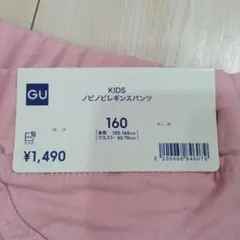 GU
KIDS
ノビノビレギンスパンツ
160
身長 155-165cm
ウエスト 62-70cm
¥1,490